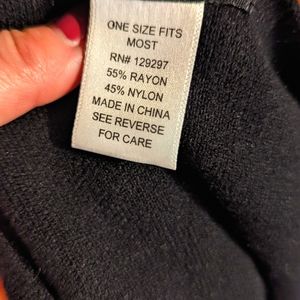 ONE SIZE FITS
MOST
RN# 129297
55% RAYON
45% NYLON
MADE IN CHINA
SEE REVERSE
FOR CARE